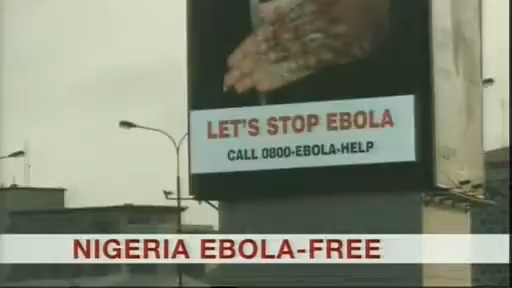 LET'S STOP EBOLA
CALL 0800-EBOLA-HELP
NIGERIA EBOLA-FREE